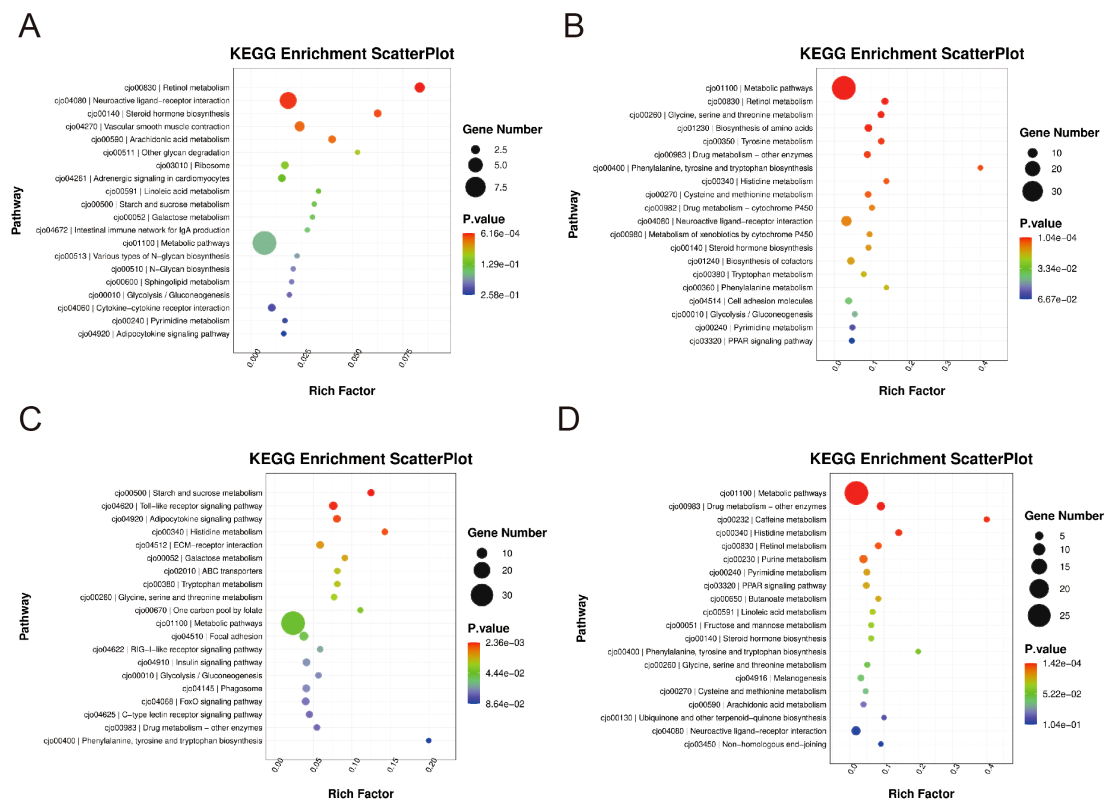 A
KEGG Enrichment ScatterPlot
Pathway
cjo00830 | Retinol metabolism
cjo04080 | Neuroactive ligand−receptor interaction
cjo00140 | Steroid hormone biosynthesis
cjo04270 | Vascular smooth muscle contraction
cjo00590 | Arachidonic acid metabolism
cjo00511 | Other glycan degradation
cjo03010 | Ribosome
cjo04261 | Adrenergic signaling in cardiomyocytes
cjo00591 | Linoleic acid metabolism
cjo00500 | Starch and sucrose metabolism
cjo00052 | Galactose metabolism
cjo04672 | Intestinal immune network for IgA production
cjo01100 | Metabolic pathways
cjo00513 | Various types of N−glycan biosynthesis
cjo00510 | N−Glycan biosynthesis
cjo00600 | Sphingolipid metabolism
cjo00010 | Glycolysis / Gluconeogenesis
cjo04060 | Cytokine−cytokine receptor interaction
cjo00240 | Pyrimidine metabolism
cjo04920 | Adipocytokine signaling pathway
0.000
0.025
0.050
0.075
Rich Factor
Gene Number
2.5
5.0
7.5
P.value
6.16e−04
1.29e−01
2.58e−01
B
KEGG Enrichment ScatterPlot
Pathway
cjo01100 | Metabolic pathways
cjo00830 | Retinol metabolism
cjo00260 | Glycine, serine and threonine metabolism
cjo01230 | Biosynthesis of amino acids
cjo00350 | Tyrosine metabolism
cjo00983 | Drug metabolism − other enzymes
cjo00400 | Phenylalanine, tyrosine and tryptophan biosynthesis
cjo00340 | Histidine metabolism
cjo00270 | Cysteine and methionine metabolism
cjo00982 | Drug metabolism − cytochrome P450
cjo04080 | Neuroactive ligand−receptor interaction
cjo00980 | Metabolism of xenobiotics by cytochrome P450
cjo00140 | Steroid hormone biosynthesis
cjo01240 | Biosynthesis of cofactors
cjo00380 | Tryptophan metabolism
cjo00360 | Phenylalanine metabolism
cjo04514 | Cell adhesion molecules
cjo00010 | Glycolysis / Gluconeogenesis
cjo00240 | Pyrimidine metabolism
cjo03320 | PPAR signaling pathway
0.0
0.1
0.2
0.3
0.4
Rich Factor
Gene Number
10
20
30
P.value
1.04e−04
3.34e−02
6.67e−02
C
KEGG Enrichment ScatterPlot
Pathway
cjo00500 | Starch and sucrose metabolism
cjo04620 | Toll−like receptor signaling pathway
cjo04920 | Adipocytokine signaling pathway
cjo00340 | Histidine metabolism
cjo04512 | ECM−receptor interaction
cjo00052 | Galactose metabolism
cjo02010 | ABC transporters
cjo00380 | Tryptophan metabolism
cjo00260 | Glycine, serine and threonine metabolism
cjo00670 | One carbon pool by folate
cjo01100 | Metabolic pathways
cjo04510 | Focal adhesion
cjo04622 | RIG−I−like receptor signaling pathway
cjo04910 | Insulin signaling pathway
cjo00010 | Glycolysis / Gluconeogenesis
cjo04145 | Phagosome
cjo04068 | FoxO signaling pathway
cjo04625 | C−type lectin receptor signaling pathway
cjo00983 | Drug metabolism − other enzymes
cjo00400 | Phenylalanine, tyrosine and tryptophan biosynthesis
0.00
0.05
0.10
0.15
0.20
Rich Factor
Gene Number
10
20
30
P.value
2.36e−03
4.44e−02
8.64e−02
D
KEGG Enrichment ScatterPlot
Pathway
cjo01100 | Metabolic pathways
cjo00983 | Drug metabolism − other enzymes
cjo00232 | Caffeine metabolism
cjo00340 | Histidine metabolism
cjo00830 | Retinol metabolism
cjo00230 | Purine metabolism
cjo00240 | Pyrimidine metabolism
cjo03320 | PPAR signaling pathway
cjo00650 | Butanoate metabolism
cjo00591 | Linoleic acid metabolism
cjo00051 | Fructose and mannose metabolism
cjo00140 | Steroid hormone biosynthesis
cjo00400 | Phenylalanine, tyrosine and tryptophan biosynthesis
cjo00260 | Glycine, serine and threonine metabolism
cjo04916 | Melanogenesis
cjo00270 | Cysteine and methionine metabolism
cjo00590 | Arachidonic acid metabolism
cjo00130 | Ubiquinone and other terpenoid−quinone biosynthesis
cjo04080 | Neuroactive ligand−receptor interaction
cjo03450 | Non−homologous end−joining
0.0
0.1
0.2
0.3
0.4
Rich Factor
Gene Number
5
10
15
20
25
P.value
1.42e−04
5.22e−02
1.04e−01